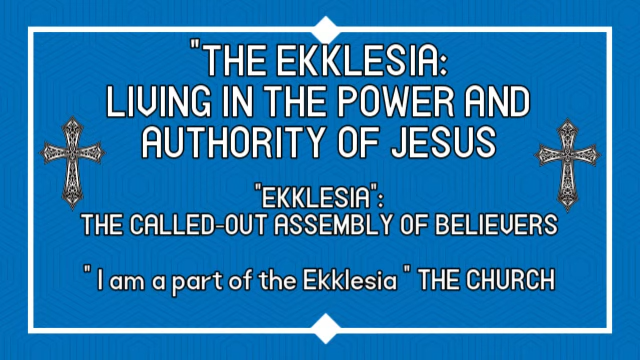 "THE EKKLESIA:
LIVING IN THE POWER AND
AUTHORITY OF JESUS
"EKKLESIA":
THE CALLED-OUT ASSEMBLY OF BELIEVERS
" I am a part of the Ekklesia " THE CHURCH